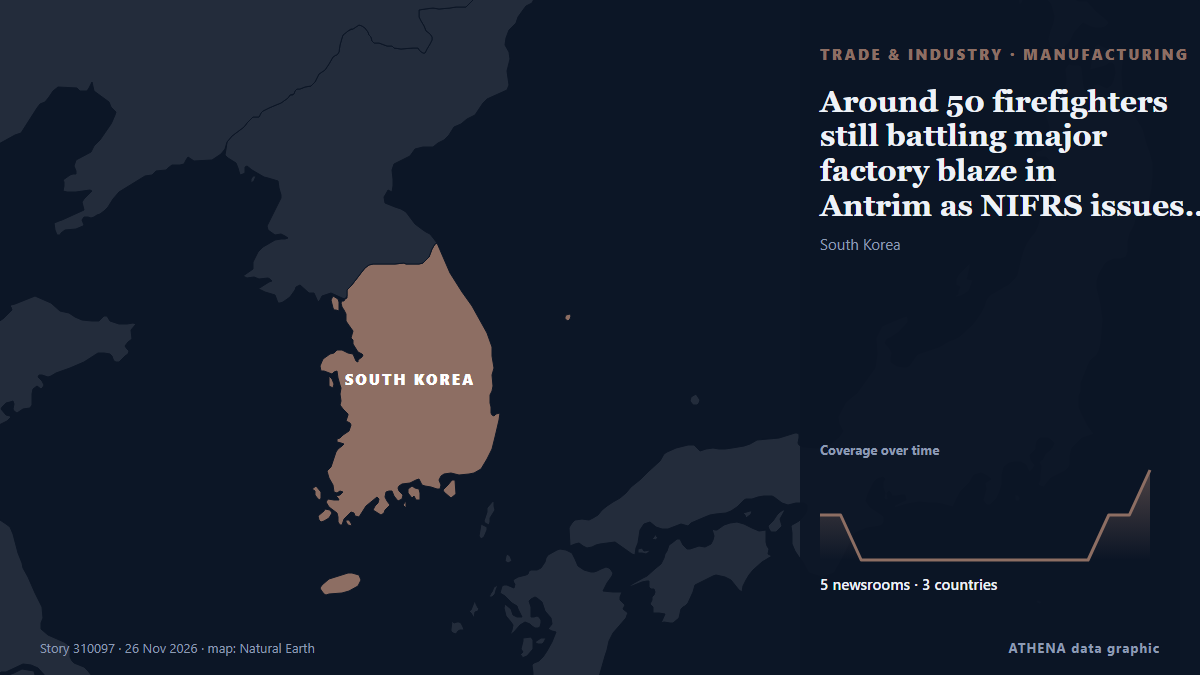 TRADE & INDUSTRY · MANUFACTURING
Around 50 firefighters
still battling major
factory blaze in
Antrim as NIFRS issues..
South Korea
SOUTH KOREA
Coverage over time
5 newsrooms · 3 countries
Story 310097 · 26 Nov 2026 · map: Natural Earth
ATHENA data graphic